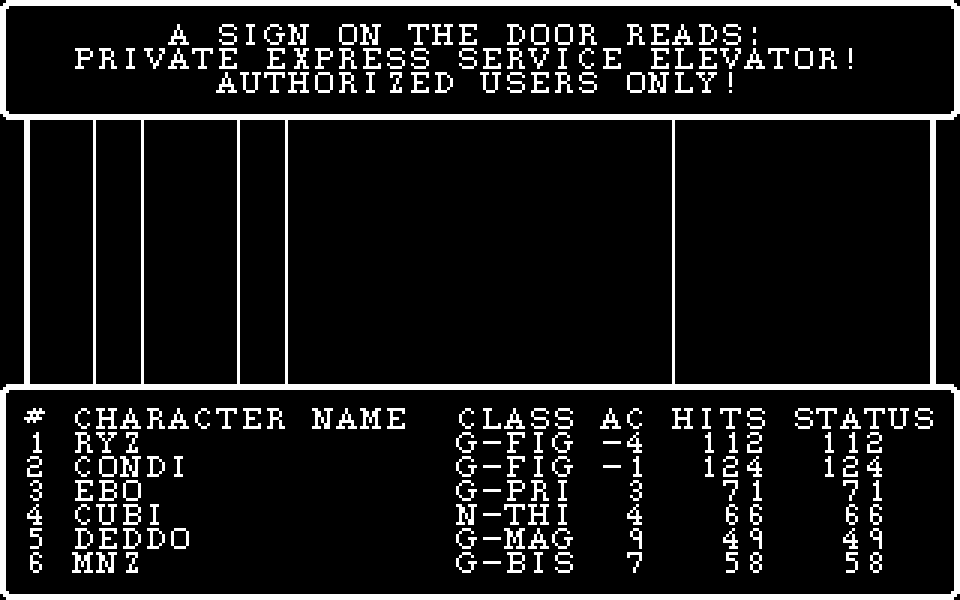 A SIGN ON THE DOOR READS:
PRIVATE EXPRESS SERVICE ELEVATOR!
AUTHORIZED USERS ONLY!
# CHARACTER NAME CLASS AC HITS STATUS
1 RYZ G-FIG -4 112 112
2 CONDI G-FIG -1 124 124
3 EBO G-PRI 3 71 71
4 CUBI N-THI 4 66 66
5 DEDDO G-MAG 9 49 49
6 MNZ G-BIS 7 58 58